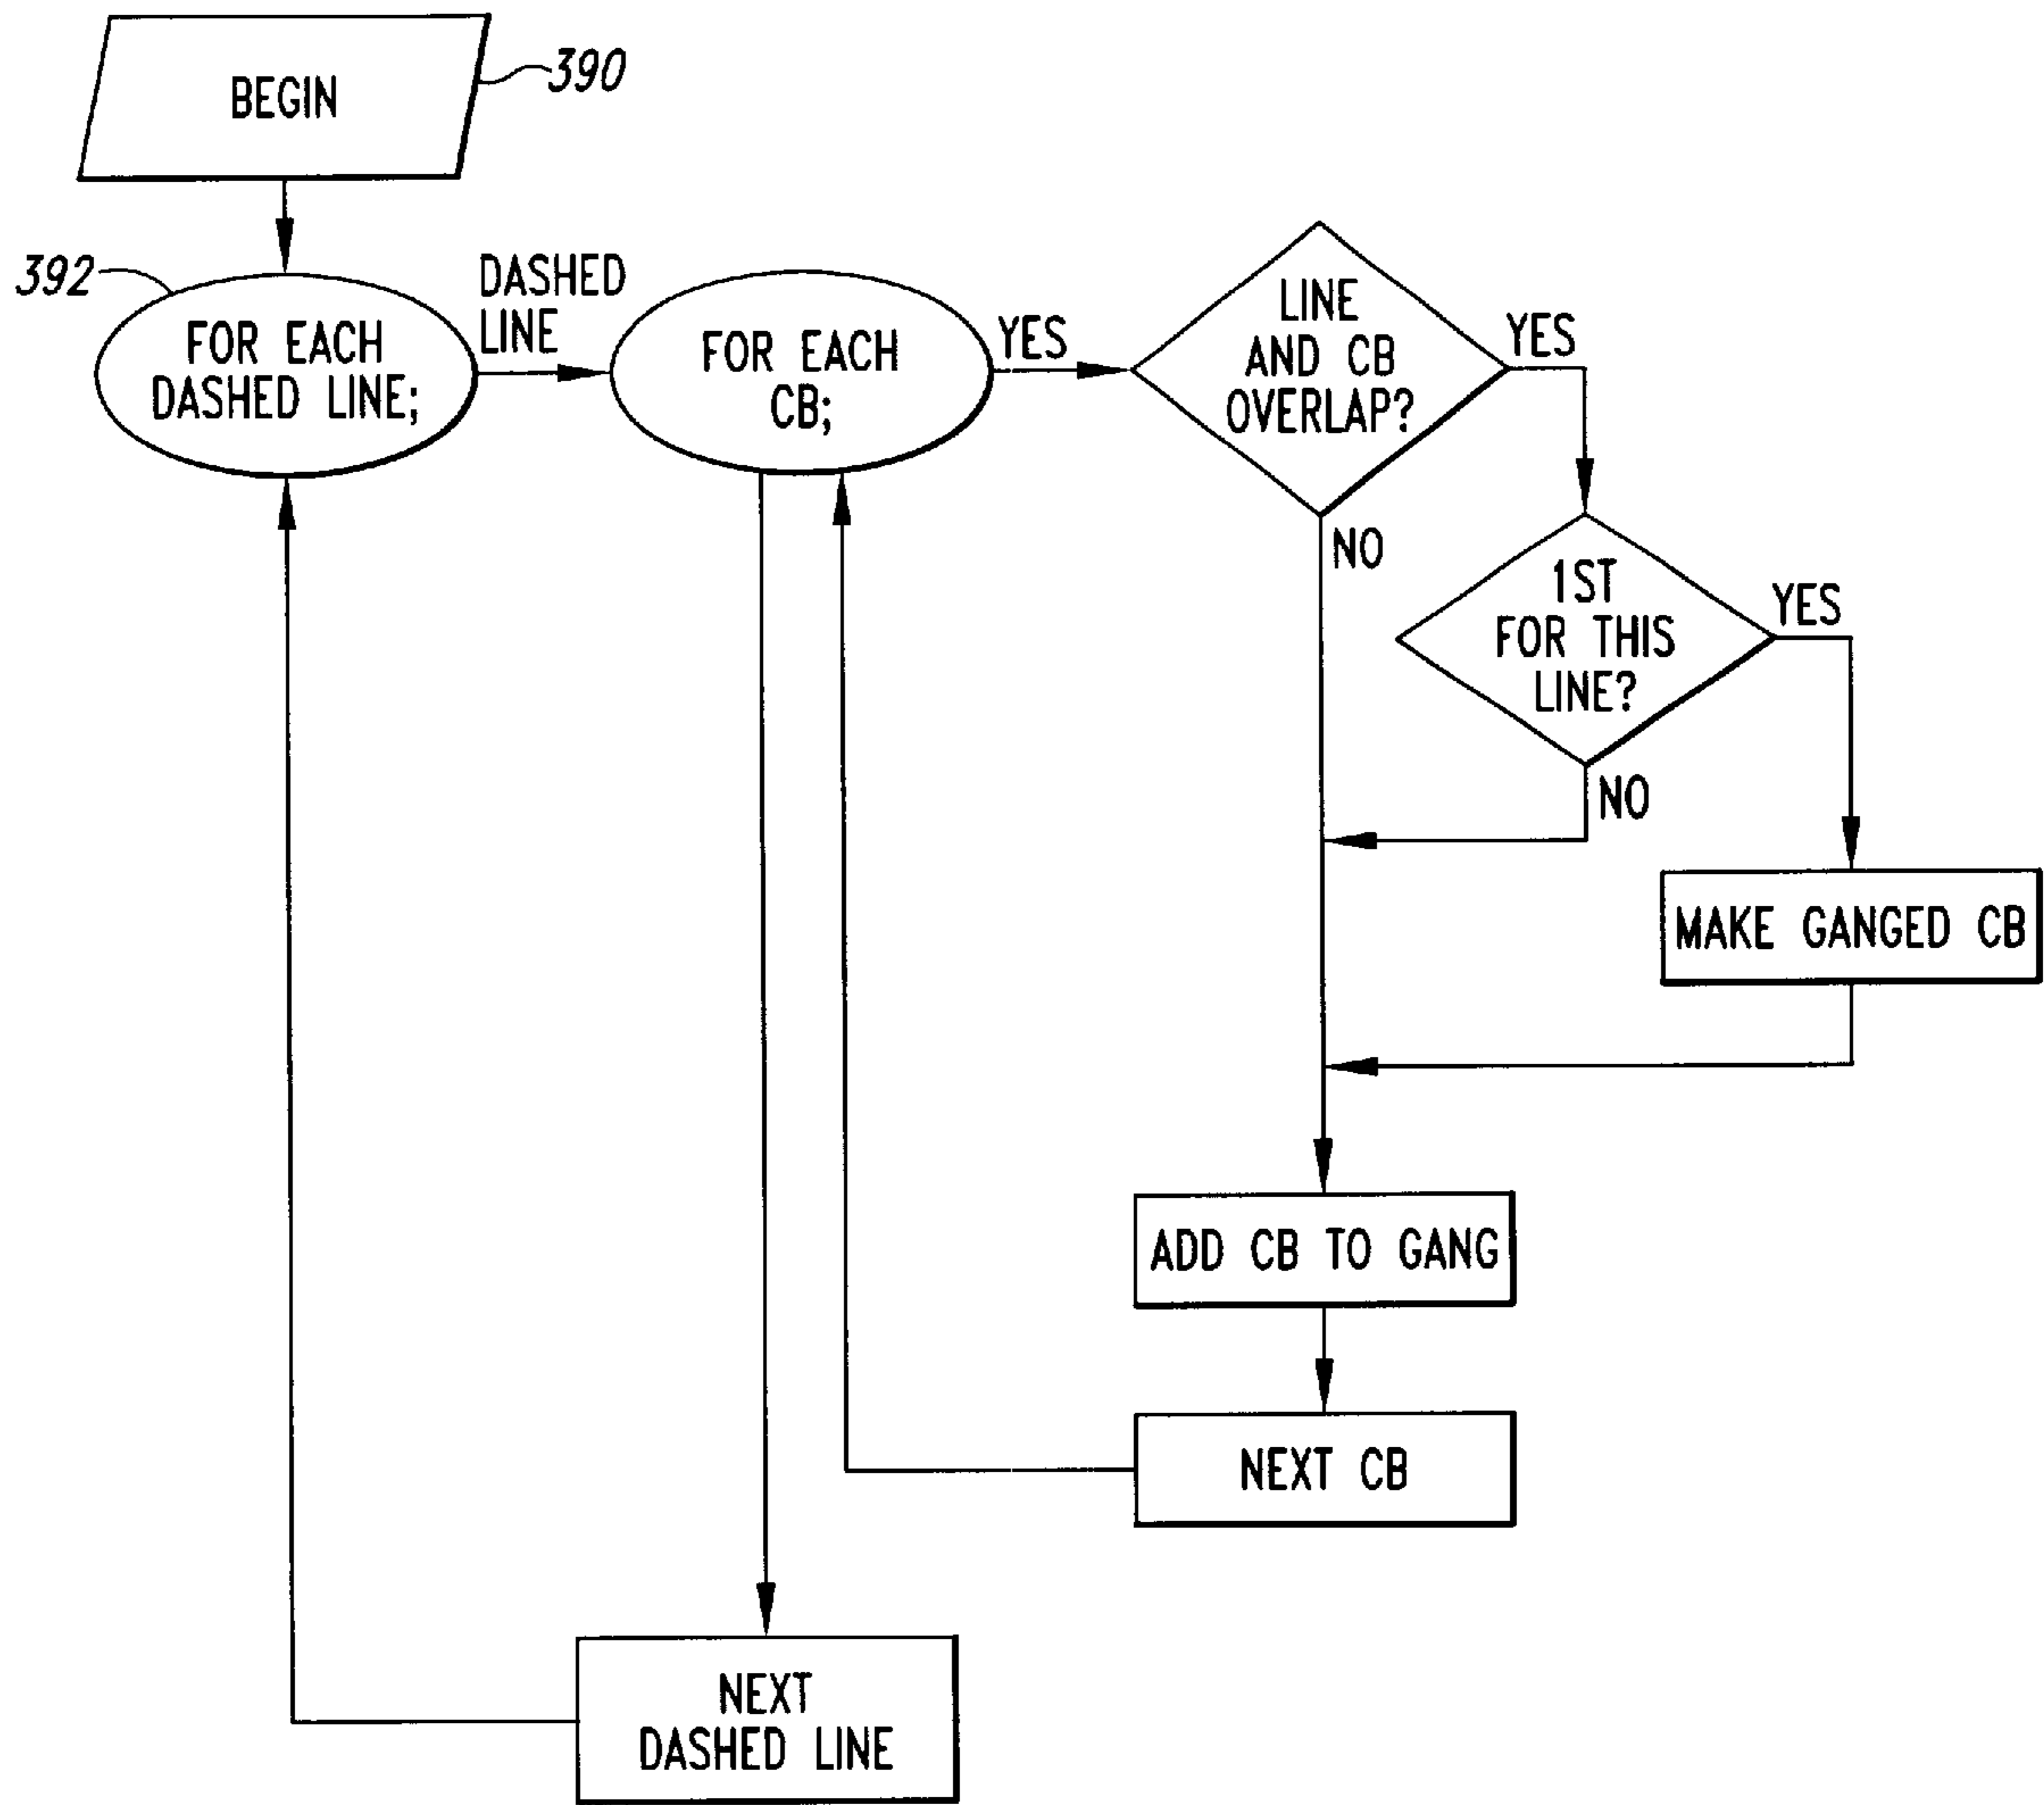 BEGIN
390
392
FOR EACH
DASHED LINE;
DASHED
LINE
FOR EACH
CB;
YES
LINE
AND CB
OVERLAP?
YES
NO
1ST
FOR THIS
LINE?
YES
NO
MAKE GANGED CB
ADD CB TO GANG
NEXT CB
NEXT
DASHED LINE